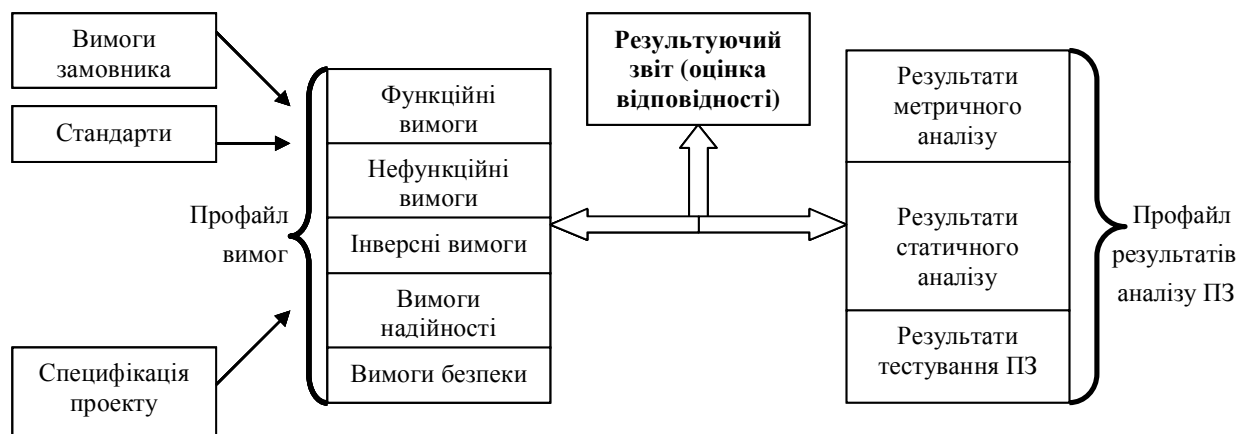 Вимоги
замовника
Стандарти
Специфікація
проекту
Профайл
вимог
Функційні
вимоги
Нефункційні
вимоги
Інверсні вимоги
Вимоги
надійності
Вимоги безпеки
Результуючий
звіт (оцінка
відповідності)
Результати
метричного
аналізу
Результати
статичного
аналізу
Результати
тестування ПЗ
Профайл
результатів
аналізу ПЗ